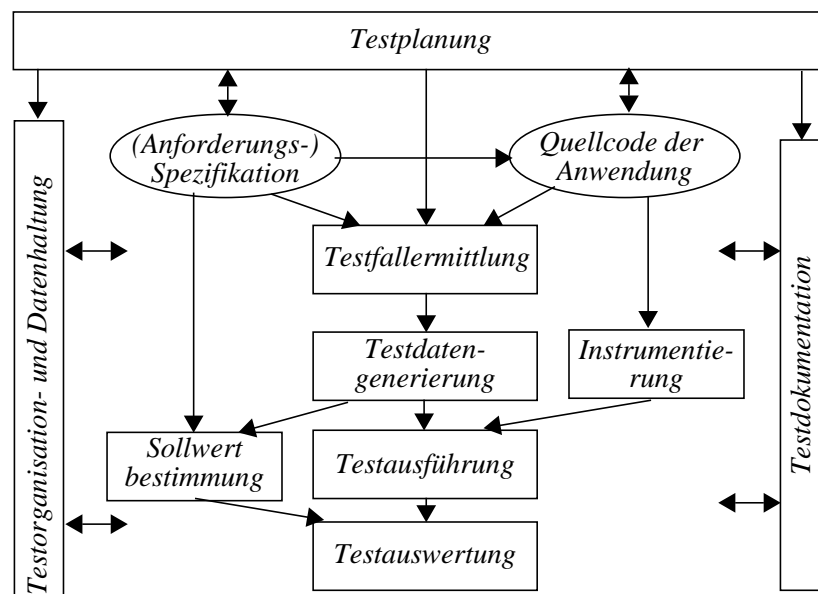 Testplanung
(Anforderungs-)
Spezifikation
Quellcode der
Anwendung
Testorganisation- und Datenhaltung
Testfallermittlung
Testdokumentation
Testdaten-
generierung
Instrumentie-
rung
Sollwert
bestimmung
Testausführung
Testauswertung